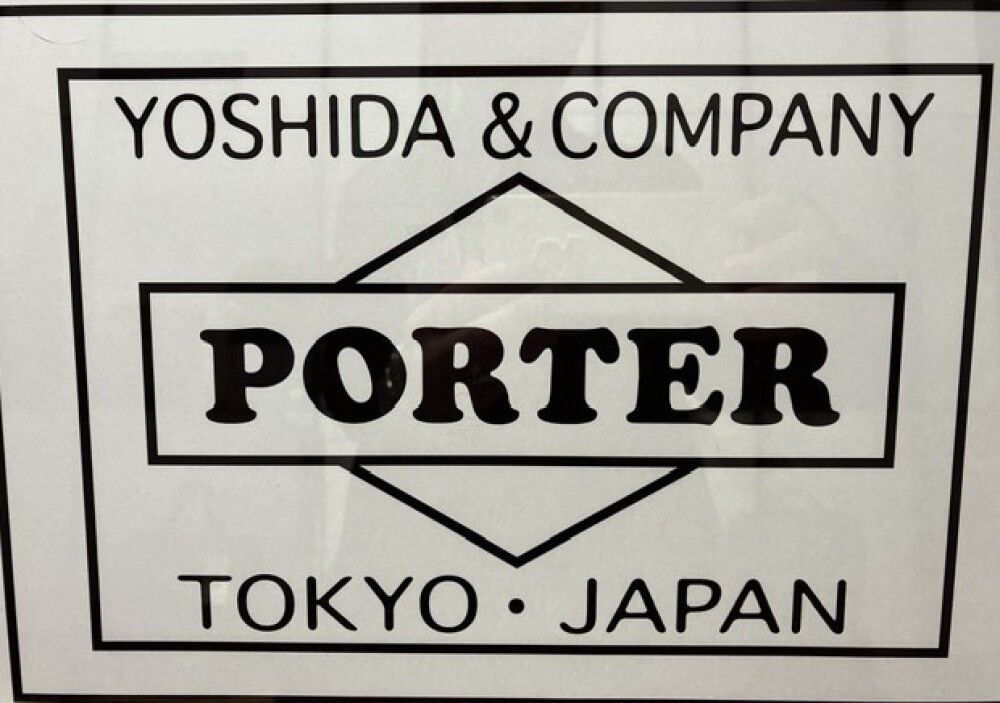 YOSHIDA & COMPANY
PORTER
TOKYO · JAPAN